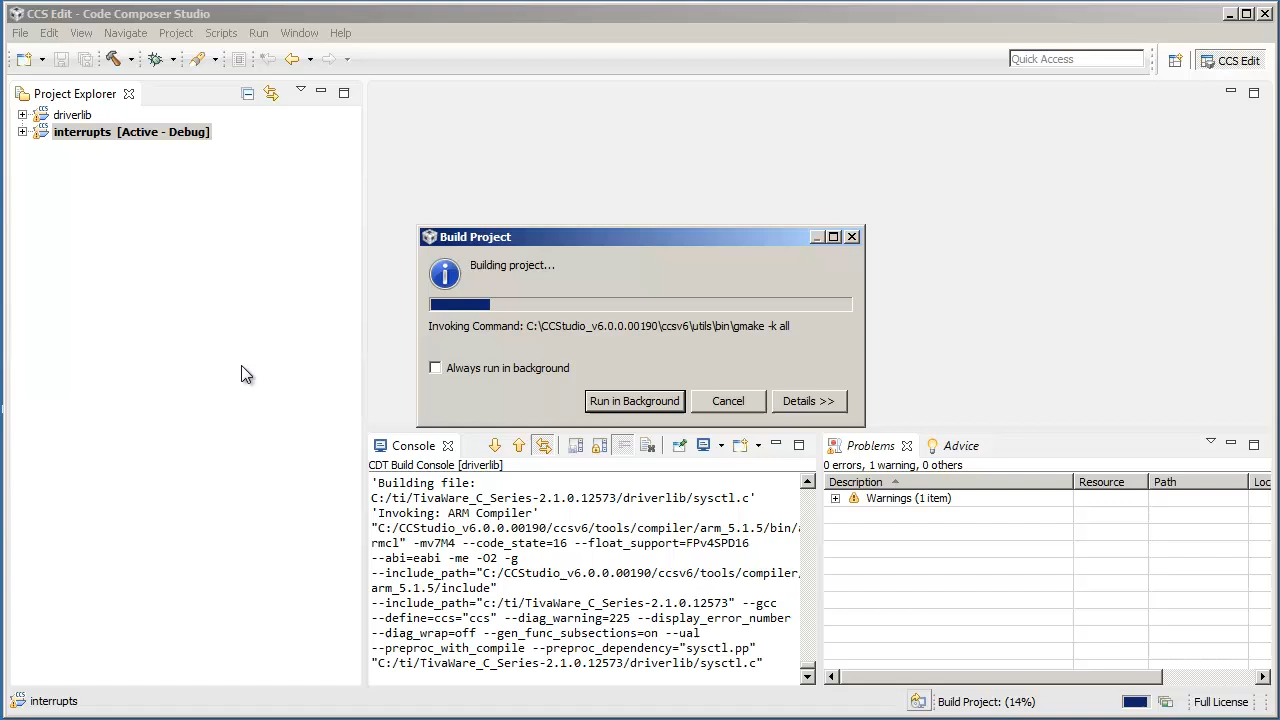 CCS Edit - Code Composer Studio
File Edit View Navigate Project Scripts Run Window Help
Quick Access
CCS Edit
Project Explorer
driverlib
interrupts [Active - Debug]
Build Project
Building project...
Invoking Command: C:\CCStudio_v6.0.0.00190\ccsv6\utils\bin\gmake -k all
Always run in background
Run in Background Cancel Details >>
Console
CDT Build Console [driverlib]
'Building file:
C:/ti/TivaWare_C_Series-2.1.0.12573/driverlib/sysctl.c'
'Invoking: ARM Compiler'
"C:/CCStudio_v6.0.0.00190/ccsv6/tools/compiler/arm_5.1.5/bin/a
rmcl" -mv7M4 --code_state=16 --float_support=FPv4SPD16
--abi=eabi -me -O2 -g
--include_path="C:/CCStudio_v6.0.0.00190/ccsv6/tools/compiler/
arm_5.1.5/include"
--include_path="c:/ti/TivaWare_C_Series-2.1.0.12573" --gcc
--define=ccs="ccs" --diag_warning=225 --display_error_number
--diag_wrap=off --gen_func_subsections=on --ual
--preproc_with_compile --preproc_dependency="sysctl.pp"
"C:/ti/TivaWare_C_Series-2.1.0.12573/driverlib/sysctl.c"
Problems Advice
0 errors, 1 warning, 0 others
Description Resource Path Loc
Warnings (1 item)
interrupts
Build Project: (14%)
Full License